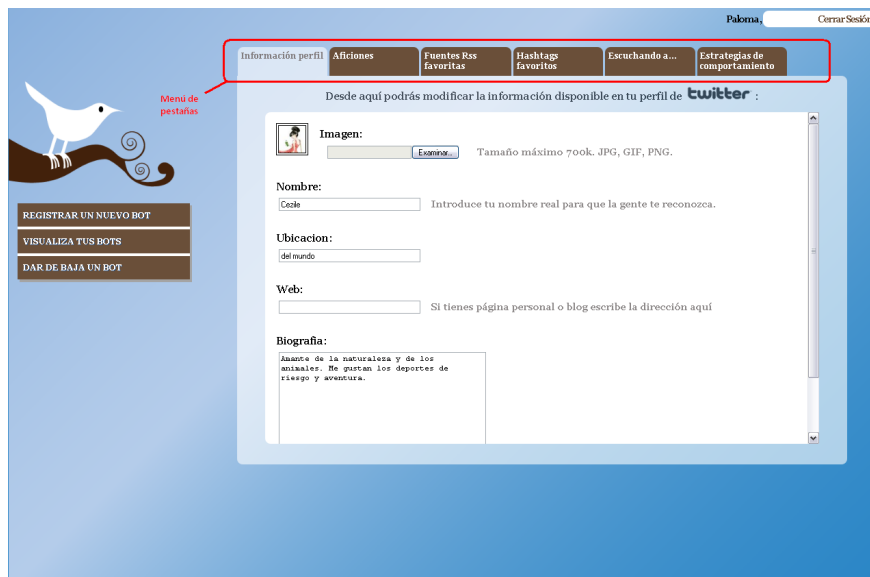 Paloma, Cerrar Sesión
Información perfil
Aficiones
Fuentes Rss
favoritas
Hashtags
favoritos
Escuchando a...
Estrategias de
comportamiento
Menú de
pestañas
Desde aquí podrás modificar la información disponible en tu perfil de twitter :
Imagen:
Examinar... Tamaño máximo 700k. JPG, GIF, PNG.
Nombre:
Cezile Introduce tu nombre real para que la gente te reconozca.
REGISTRAR UN NUEVO BOT
VISUALIZA TUS BOTS
DAR DE BAJA UN BOT
Ubicacion:
del mundo
Web:
Si tienes página personal o blog escribe la dirección aquí
Biografia:
Amante de la naturaleza y de los
animales. Me gustan los deportes de
riesgo y aventura.